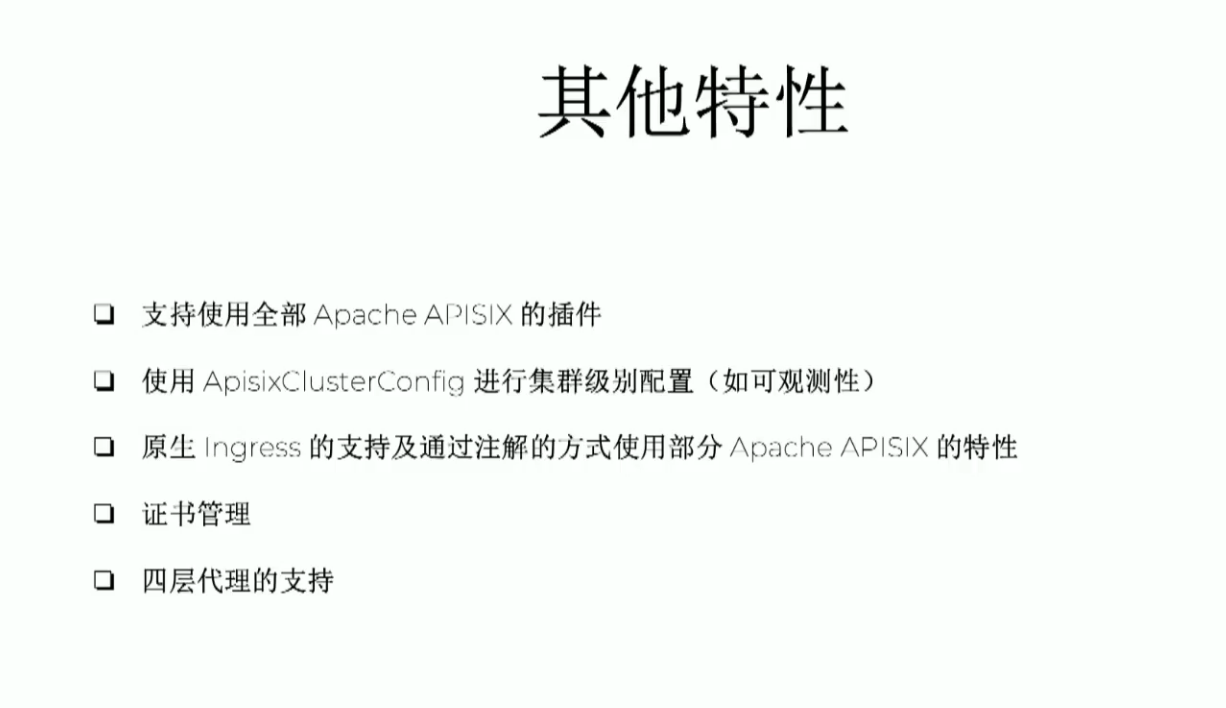 其他特性
❏ 支持使用全部 Apache APISIX 的插件
❏ 使用 ApisixClusterConfig 进行集群级别配置（如可观测性）
❏ 原生 Ingress 的支持及通过注解的方式使用部分 Apache APISIX 的特性
❏ 证书管理
❏ 四层代理的支持